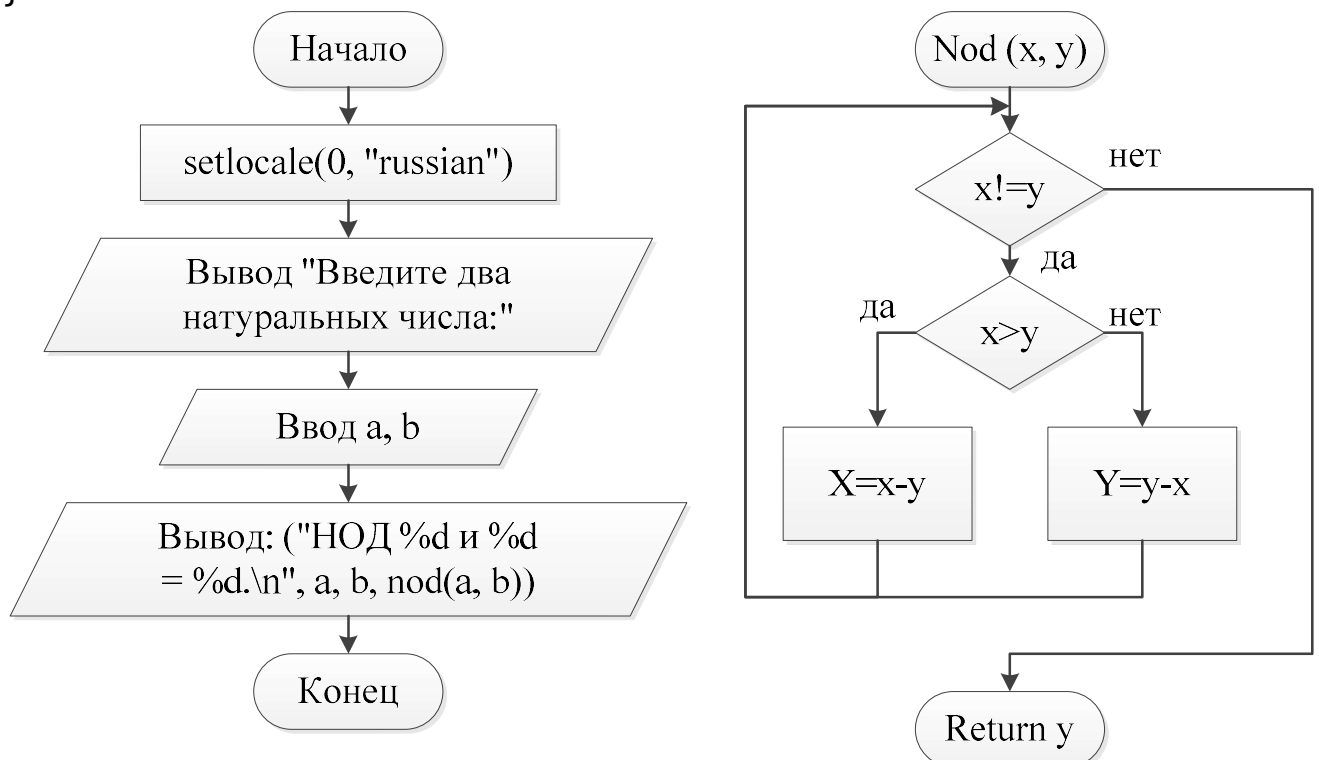 Начало
setlocale(0, "russian")
Вывод "Введите два
натуральных числа:"
Ввод a, b
Вывод: ("НОД %d и %d
= %d.\n", a, b, nod(a, b))
Конец
Nod (x, y)
нет
x!=y
да
да
нет
x>y
X=x-y
Y=y-x
Return y